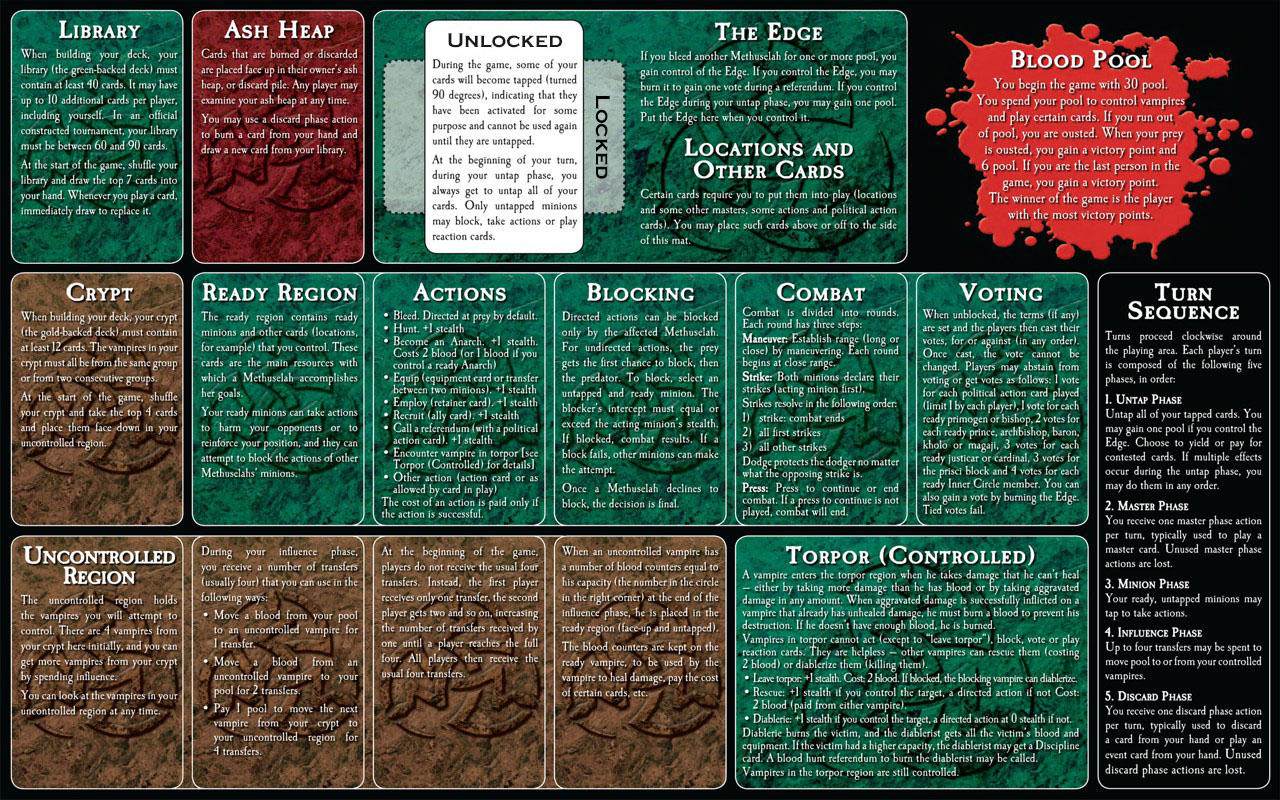 LIBRARY
When building your deck, your
library (the green-backed deck) must
contain at least 40 cards. It may have
up to 10 additional cards per player,
including yourself. In an official
constructed tournament, your library
must be between 60 and 90 cards.
At the start of the game, shuffle your
library and draw the top 7 cards into
your hand. Whenever you play a card,
immediately draw to replace it.
ASH HEAP
Cards that are burned or discarded
are placed face up in their owner's ash
heap, or discard pile. Any player may
examine your ash heap at any time.
You may use a discard phase action
to burn a card from your hand and
draw a new card from your library.
UNLOCKED
During the game, some of your
cards will become tapped (turned
90 degrees), indicating that they
have been activated for some
purpose and cannot be used again
until they are untapped.
At the beginning of your turn,
during your untap phase, you
always get to untap all of your
cards. Only untapped minions
may block, take actions or play
reaction cards.
LOCKED
THE EDGE
If you bleed another Methuselah for one or more pool, you
gain control of the Edge. If you control the Edge, you may
burn it to gain one vote during a referendum. If you control
the Edge during your untap phase, you may gain one pool.
Put the Edge here when you control it.
LOCATIONS AND
OTHER CARDS
Certain cards require you to put them into play (locations
and some other masters, some actions and political action
cards). You may place such cards above or off to the side
of this mat.
BLOOD POOL
You begin the game with 30 pool.
You spend your pool to control vampires
and play certain cards. If you run out
of pool, you are ousted. When your prey
is ousted, you gain a victory point and
6 pool. If you are the last person in the
game, you gain a victory point.
The winner of the game is the player
with the most victory points.
CRYPT
When building your deck, your crypt
(the gold-backed deck) must contain
at least 12 cards. The vampires in your
crypt must all be from the same group
or from two consecutive groups.
At the start of the game, shuffle
your crypt and take the top 4 cards
and place them face down in your
uncontrolled region.
READY REGION
The ready region contains ready
minions and other cards (locations,
for example) that you control. These
cards are the main resources with
which a Methuselah accomplishes
her goals.
Your ready minions can take actions
to harm your opponents or to
reinforce your position, and they can
attempt to block the actions of other
Methuselahs' minions.
ACTIONS
• Bleed. Directed at prey by default.
• Hunt. +1 stealth
• Become an Anarch. +1 stealth.
Costs 2 blood (or 1 blood if you
control a ready Anarch)
• Equip (equipment card or transfer
between two minions). +1 stealth
• Employ (retainer card). +1 stealth
• Recruit (ally card). +1 stealth
• Call a referendum (with a political
action card). +1 stealth
• Encounter vampire in torpor [see
Torpor (Controlled) for details]
• Other action (action card or as
allowed by card in play)
The cost of an action is paid only if
the action is successful.
BLOCKING
Directed actions can be blocked
only by the affected Methuselah.
For undirected actions, the prey
gets the first chance to block, then
the predator. To block, select an
untapped and ready minion. The
blocker's intercept must equal or
exceed the acting minion's stealth.
If blocked, combat results. If a
block fails, other minions can make
the attempt.
Once a Methuselah declines to
block, the decision is final.
COMBAT
Combat is divided into rounds.
Each round has three steps:
Maneuver: Establish range (long or
close) by maneuvering. Each round
begins at close range.
Strike: Both minions declare their
strikes (acting minion first).
Strikes resolve in the following order:
1) strike: combat ends
2) all first strikes
3) all other strikes
Dodge protects the dodger no matter
what the opposing strike is.
Press: Press to continue or end
combat. If a press to continue is not
played, combat will end.
VOTING
When unblocked, the terms (if any)
are set and the players then cast their
votes, for or against (in any order).
Once cast, the vote cannot be
changed. Players may abstain from
voting or get votes as follows: 1 vote
for each political action card played
(limit 1 by each player), 1 vote for each
ready primogen or bishop, 2 votes for
each ready prince, archbishop, baron,
kholo or magaji, 3 votes for each
ready justicar or cardinal, 3 votes for
the prisci block and 4 votes for each
ready Inner Circle member. You can
also gain a vote by burning the Edge.
Tied votes fail.
TURN
SEQUENCE
Turns proceed clockwise around
the playing area. Each player's turn
is composed of the following five
phases, in order:
1. UNTAP PHASE
Untap all of your tapped cards. You
may gain one pool if you control the
Edge. Choose to yield or pay for
contested cards. If multiple effects
occur during the untap phase, you
may do them in any order.
2. MASTER PHASE
You receive one master phase action
per turn, typically used to play a
master card. Unused master phase
actions are lost.
3. MINION PHASE
Your ready, untapped minions may
tap to take actions.
4. INFLUENCE PHASE
Up to four transfers may be spent to
move pool to or from your controlled
vampires.
5. DISCARD PHASE
You receive one discard phase action
per turn, typically used to discard
a card from your hand or play an
event card from your hand. Unused
discard phase actions are lost.
UNCONTROLLED
REGION
The uncontrolled region holds
the vampires you will attempt to
control. There are 4 vampires from
your crypt here initially, and you can
get more vampires from your crypt
by spending influence.
You can look at the vampires in your
uncontrolled region at any time.
During your influence phase,
you receive a number of transfers
(usually four) that you can use in the
following ways:
• Move a blood from your pool
to an uncontrolled vampire for
1 transfer.
• Move a blood from an
uncontrolled vampire to your
pool for 2 transfers.
• Pay 1 pool to move the next
vampire from your crypt to
your uncontrolled region for
4 transfers.
At the beginning of the game,
players do not receive the usual four
transfers. Instead, the first player
receives only one transfer, the second
player gets two and so on, increasing
the number of transfers received by
one until a player reaches the full
four. All players then receive the
usual four transfers.
When an uncontrolled vampire has
a number of blood counters equal to
his capacity (the number in the circle
in the right corner) at the end of the
influence phase, he is placed in the
ready region (face-up and untapped).
The blood counters are kept on the
ready vampire, to be used by the
vampire to heal damage, pay the cost
of certain cards, etc.
TORPOR (CONTROLLED)
A vampire enters the torpor region when he takes damage that he can't heal
— either by taking more damage than he has blood or by taking aggravated
damage in any amount. When aggravated damage is successfully inflicted on a
vampire that already has unhealed damage, he must burn a blood to prevent his
destruction. If he doesn't have enough blood, he is burned.
Vampires in torpor cannot act (except to "leave torpor"), block, vote or play
reaction cards. They are helpless — other vampires can rescue them (costing
2 blood) or diablerize them (killing them).
• Leave torpor: +1 stealth. Cost: 2 blood. If blocked, the blocking vampire can diablerize.
• Rescue: +1 stealth if you control the target, a directed action if not Cost:
2 blood (paid from either vampire).
• Diablerie: +1 stealth if you control the target, a directed action at 0 stealth if not.
Diablerie burns the victim, and the diablerist gets all the victim's blood and
equipment. If the victim had a higher capacity, the diablerist may get a Discipline
card. A blood hunt referendum to burn the diablerist may be called.
Vampires in the torpor region are still controlled.